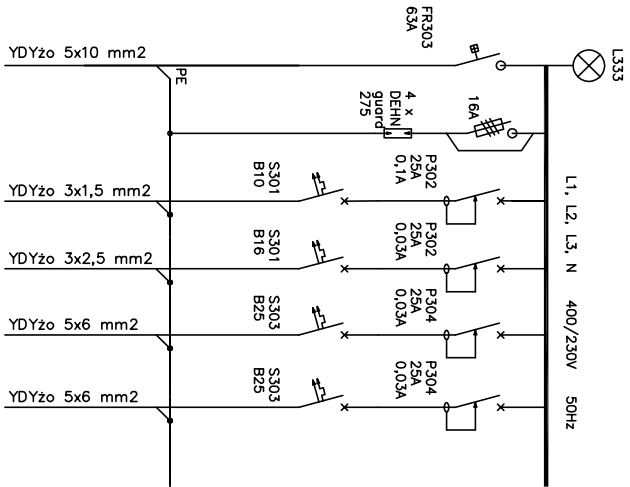 L333
L1, L2, L3, N   400/230V   50Hz
FR303
63A
16A
4 x
DEHN
guard
275
P302
25A
0,1A
P302
25A
0,03A
P304
25A
0,03A
P304
25A
0,03A
S301
B10
S301
B16
S303
B25
S303
B25
PE
YDYżo 5x10 mm2
YDYżo 3x1,5 mm2
YDYżo 3x2,5 mm2
YDYżo 5x6 mm2
YDYżo 5x6 mm2